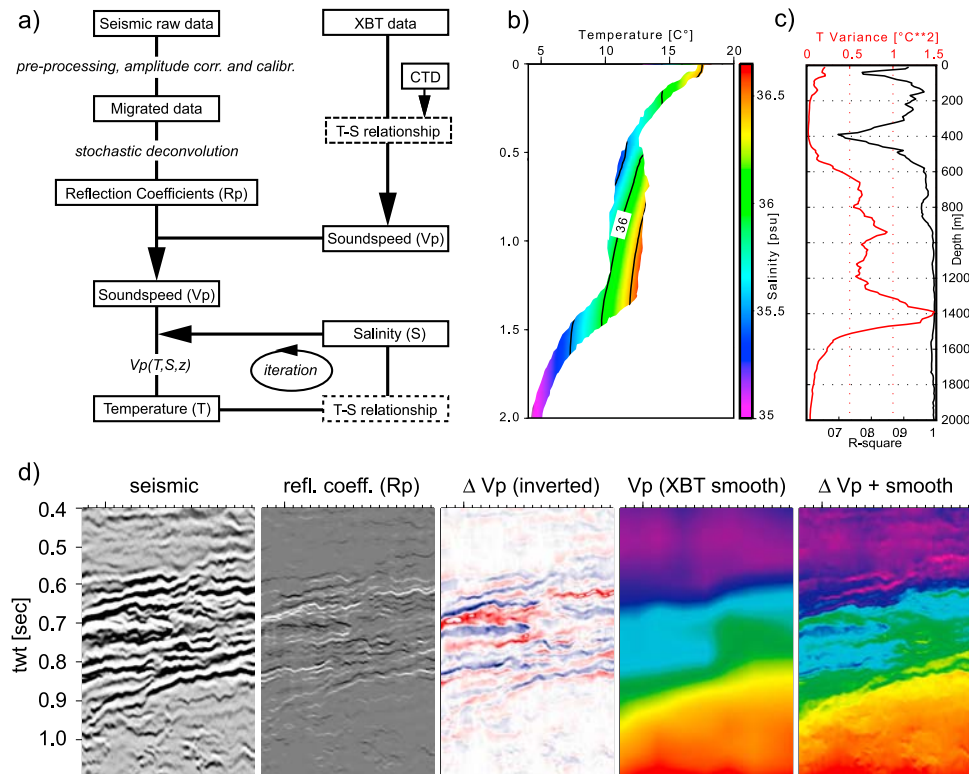 a)
Seismic raw data
XBT data
pre-processing, amplitude corr. and calibr.
CTD
Migrated data
T-S relationship
stochastic deconvolution
Reflection Coefficients (Rp)
Soundspeed (Vp)
Soundspeed (Vp)
Salinity (S)
Vp(T,S,z)
iteration
Temperature (T)
T-S relationship
b)
Temperature [C°]
5 10 15 20
0
0.5
1.0
1.5
2.0
36
36.5
36
35.5
35
Salinity [psu]
c)
T Variance [°C**2]
0 0.5 1 1.5
0
200
400
600
800
1000
1200
1400
1600
1800
2000
Depth [m]
07 08 09 1
R-square
d)
seismic
refl. coeff. (Rp)
Δ Vp (inverted)
Vp (XBT smooth)
Δ Vp + smooth
0.4
0.5
0.6
0.7
0.8
0.9
1.0
twt [sec]